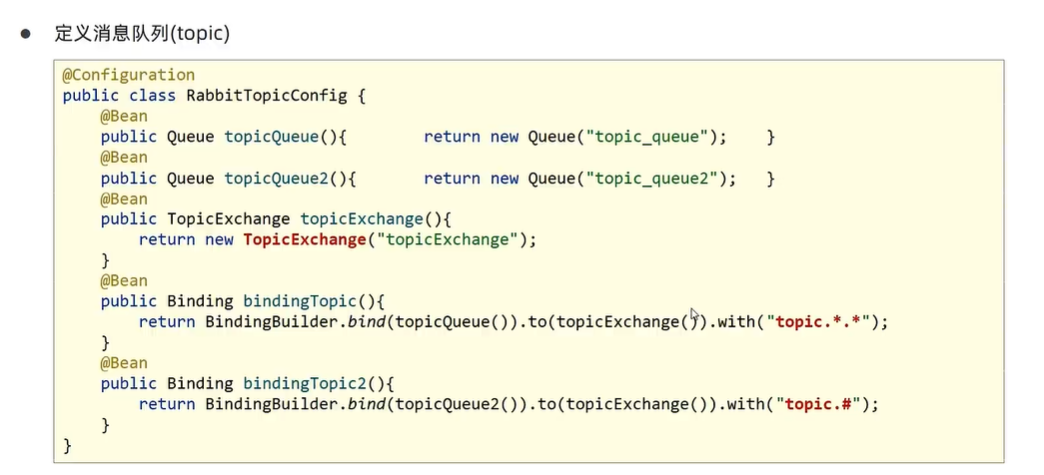 ● 定义消息队列(topic)
@Configuration
public class RabbitTopicConfig {
    @Bean
    public Queue topicQueue(){        return new Queue("topic_queue");    }
    @Bean
    public Queue topicQueue2(){       return new Queue("topic_queue2");   }
    @Bean
    public TopicExchange topicExchange(){
        return new TopicExchange("topicExchange");
    }
    @Bean
    public Binding bindingTopic(){
        return BindingBuilder.bind(topicQueue()).to(topicExchange()).with("topic.*.*");
    }
    @Bean
    public Binding bindingTopic2(){
        return BindingBuilder.bind(topicQueue2()).to(topicExchange()).with("topic.#");
    }
}